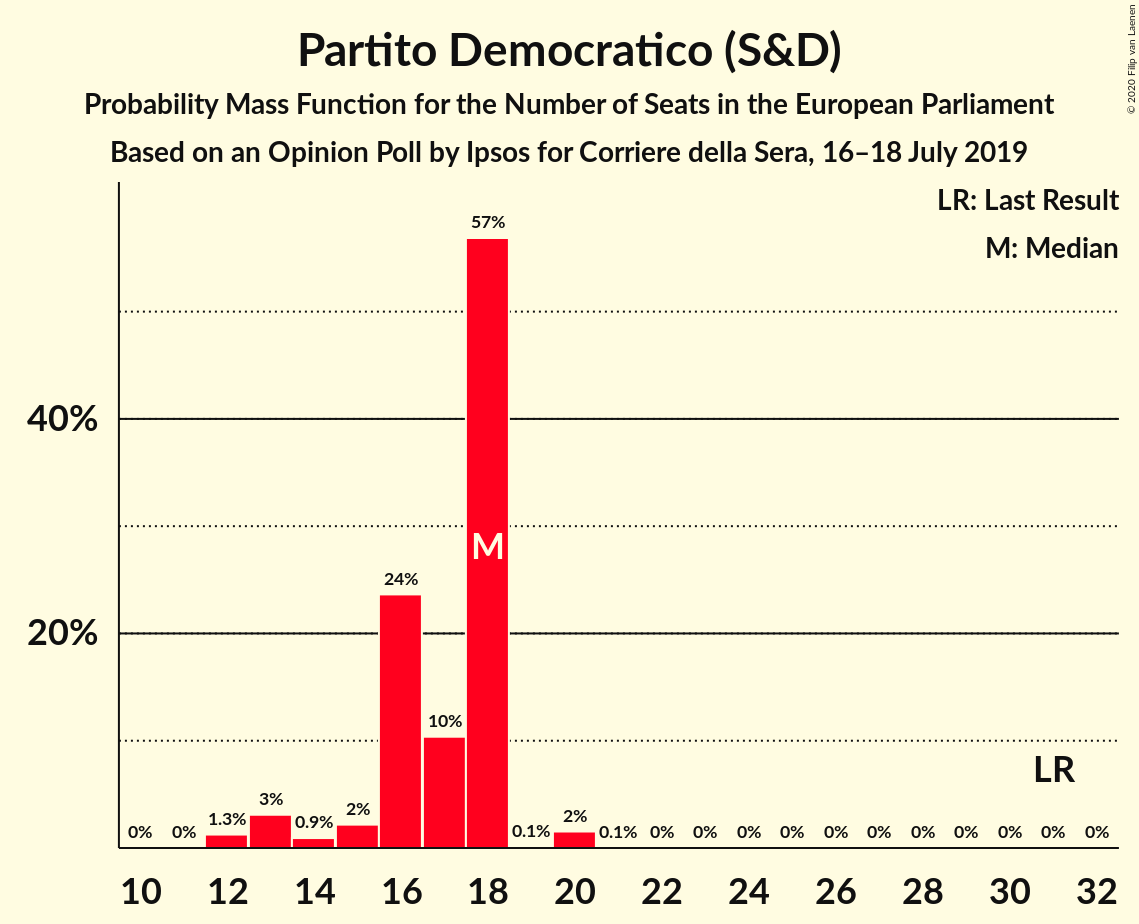 Partito Democratico (S&D)
Probability Mass Function for the Number of Seats in the European Parliament
Based on an Opinion Poll by Ipsos for Corriere della Sera, 16–18 July 2019
© 2020 Filip van Laenen
LR: Last Result
M: Median
57%
40%
M
24%
20%
10%
LR
0% 0% 1.3% 3% 0.9% 2% 0.1% 2% 0.1% 0% 0% 0% 0% 0% 0% 0% 0% 0% 0% 0%
10 12 14 16 18 20 22 24 26 28 30 32